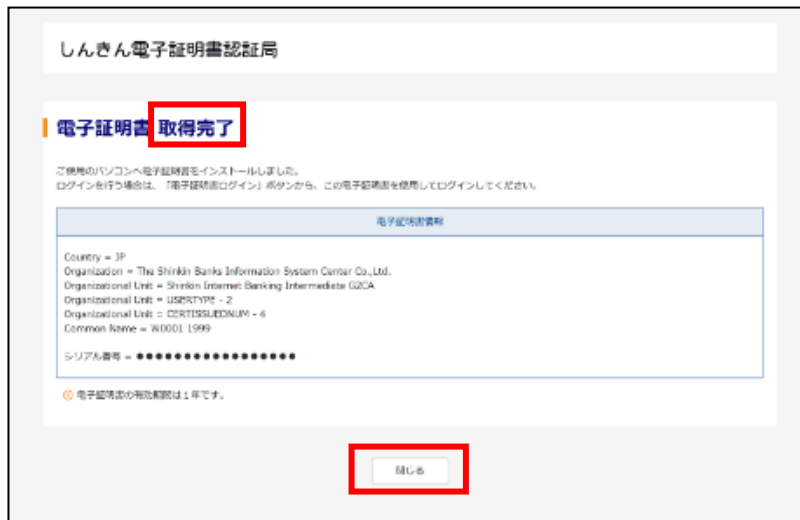 しんきん電子証明書認証局
電子証明書 取得完了
ご使用のパソコンへ電子証明書をインストールしました。
ログインを行う場合は、「電子証明書ログイン」ボタンから、この電子証明書を使用してログインしてください。
電子証明書情報
Country = JP
Organization = The Shinkin Banks Information System Center Co.,Ltd.
Organizational Unit = Shinkin Internet Banking Intermediate G2CA
Organizational Unit = USERTYPE - 2
Organizational Unit = CERTISSUEDNUM - 4
Common Name = W0001 1999
シリアル番号 = ●●●●●●●●●●●●●●●●●
電子証明書の有効期限は1年です。
閉じる